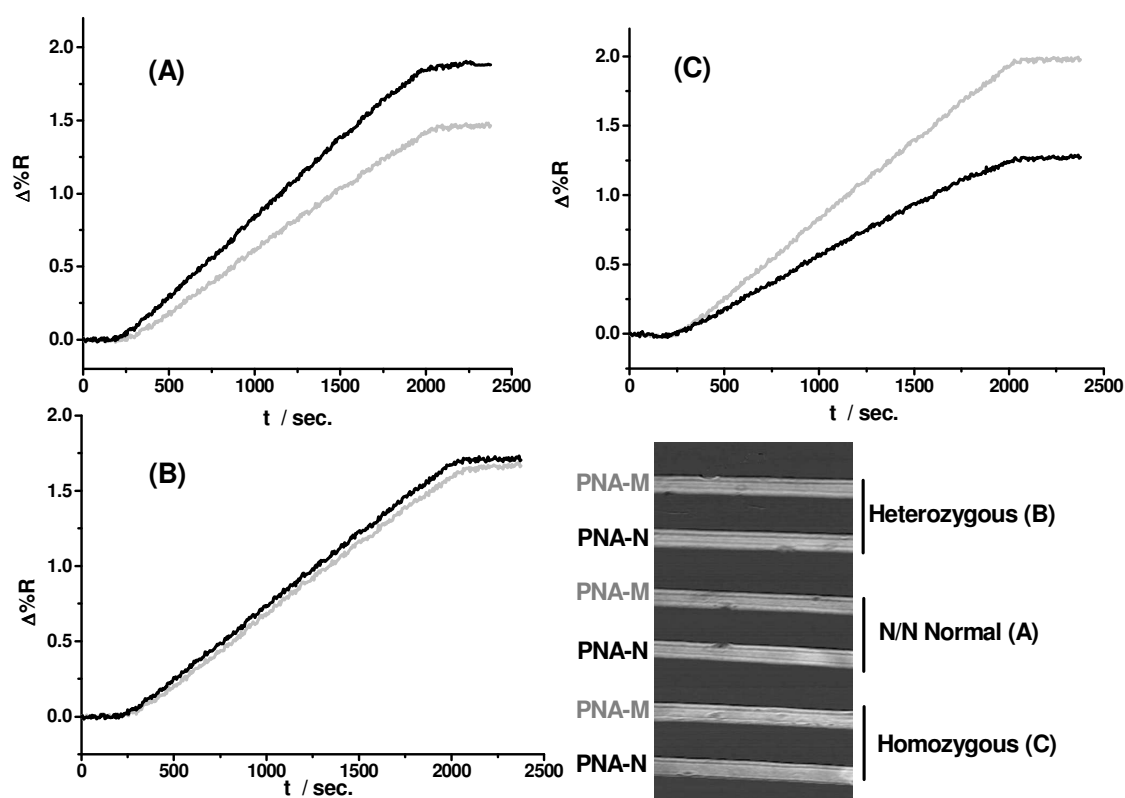 (A)
2.0
1.5
1.0
0.5
0.0
Δ%R
0 500 1000 1500 2000 2500
t / sec.
(C)
2.0
1.5
1.0
0.5
0.0
Δ%R
0 500 1000 1500 2000 2500
t / sec.
(B)
2.0
1.5
1.0
0.5
0.0
Δ%R
0 500 1000 1500 2000 2500
t / sec.
PNA-M
PNA-N
Heterozygous (B)
PNA-M
PNA-N
N/N Normal (A)
PNA-M
PNA-N
Homozygous (C)